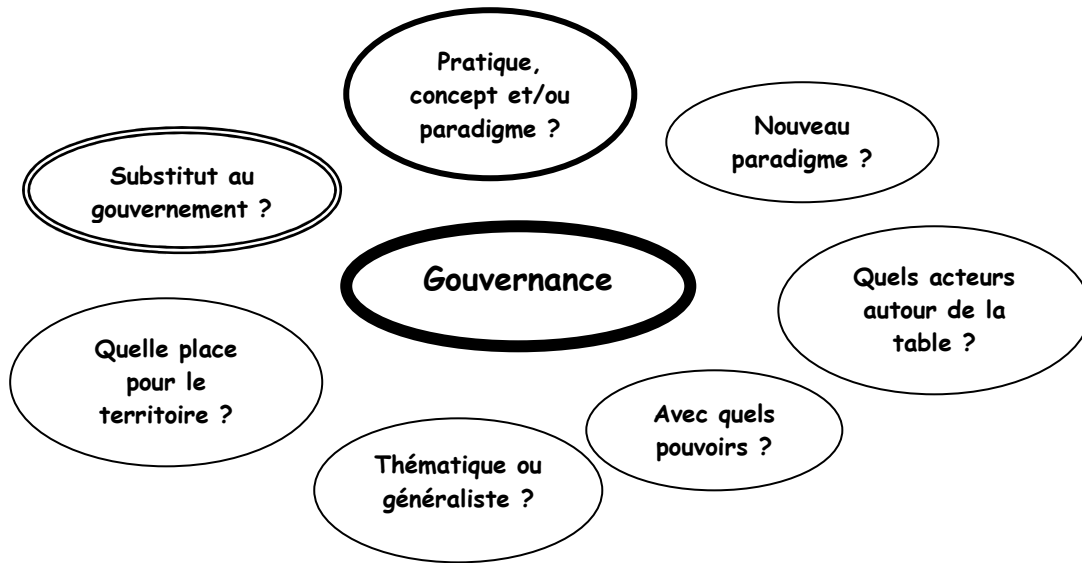 Pratique,
concept et/ou
paradigme ?
Nouveau
paradigme ?
Substitut au
gouvernement ?
Gouvernance
Quels acteurs
autour de la
table ?
Quelle place
pour le
territoire ?
Avec quels
pouvoirs ?
Thématique ou
généraliste ?